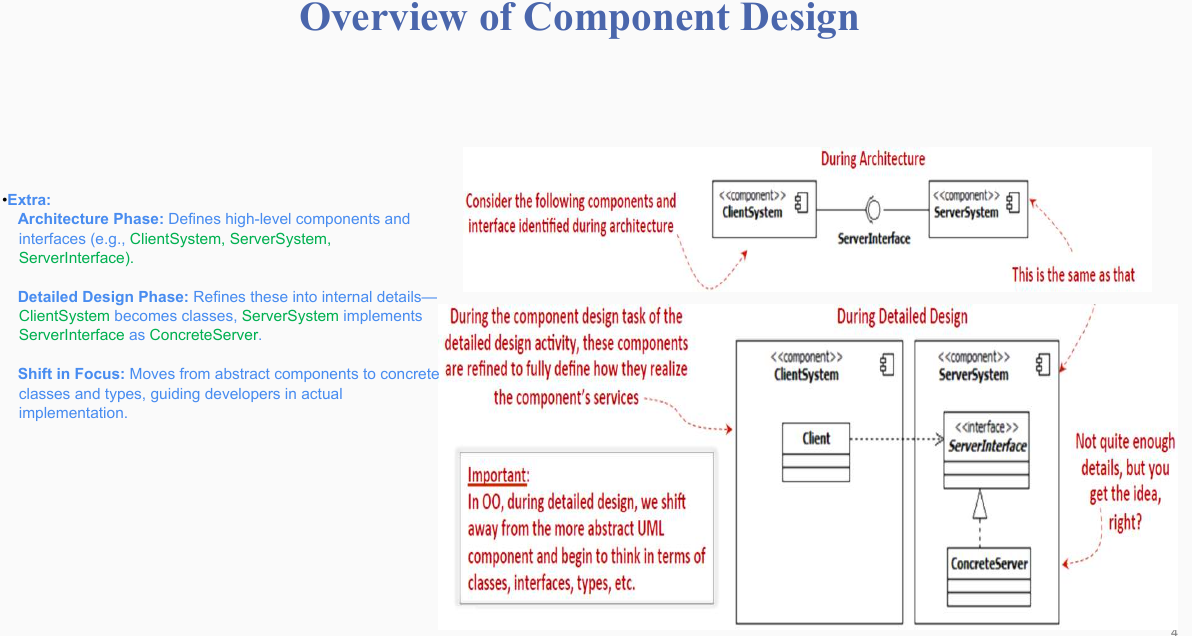 Overview of Component Design
•Extra:
Architecture Phase: Defines high-level components and
interfaces (e.g., ClientSystem, ServerSystem,
ServerInterface).
Detailed Design Phase: Refines these into internal details—
ClientSystem becomes classes, ServerSystem implements
ServerInterface as ConcreteServer.
Shift in Focus: Moves from abstract components to concrete
classes and types, guiding developers in actual
implementation.
During Architecture
Consider the following components and
interface identified during architecture
<<component>>
ClientSystem
ServerInterface
<<component>>
ServerSystem
This is the same as that
During the component design task of the
detailed design activity, these components
are refined to fully define how they realize
the component's services
Important:
In OO, during detailed design, we shift
away from the more abstract UML
component and begin to think in terms of
classes, interfaces, types, etc.
During Detailed Design
<<component>>
ClientSystem
Client
<<component>>
ServerSystem
<<interface>>
ServerInterface
ConcreteServer
Not quite enough
details, but you
get the idea,
right?
4